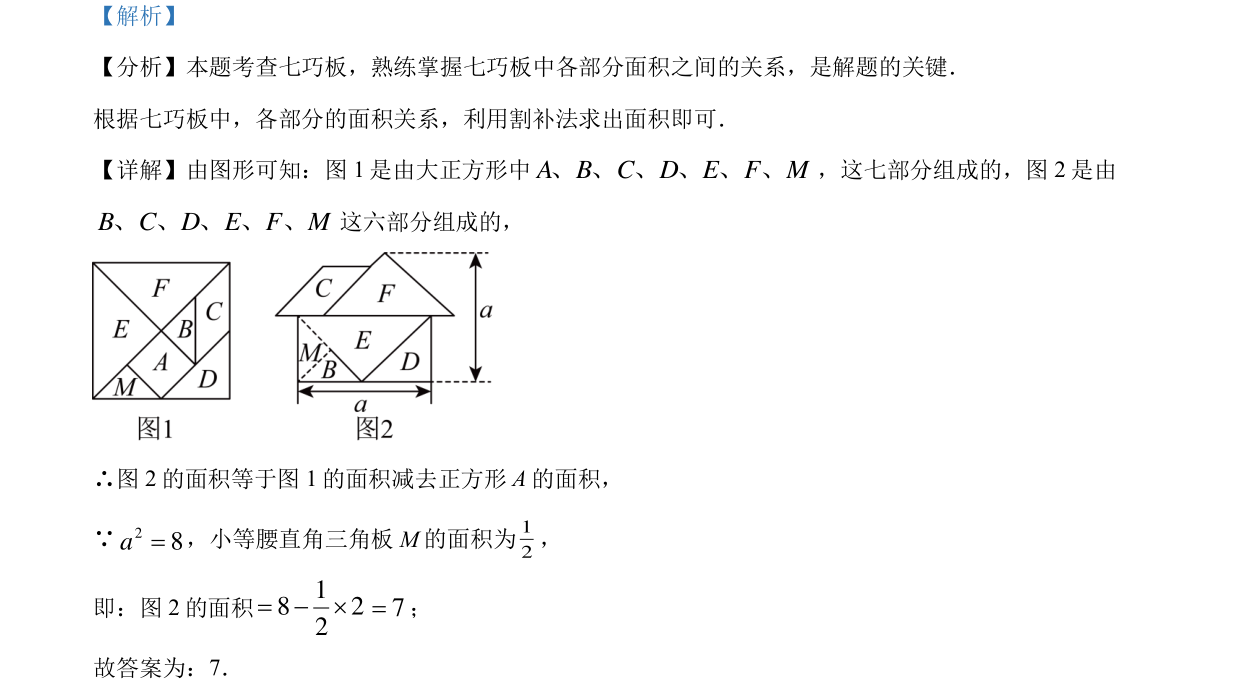 【解析】
【分析】本题考查七巧板，熟练掌握七巧板中各部分面积之间的关系，是解题的关键．
根据七巧板中，各部分的面积关系，利用割补法求出面积即可．
【详解】由图形可知：图 1 是由大正方形中 A、B、C、D、E、F、M ，这七部分组成的，图 2 是由
B、C、D、E、F、M 这六部分组成的，
F
E
B
C
A
M
D
图1
C
F
a
E
M
B
D
a
图2
∴图 2 的面积等于图 1 的面积减去正方形 A 的面积，
∵ a² = 8，小等腰直角三角板 M 的面积为 1/2 ，
即：图 2 的面积 = 8 − 1/2 × 2 = 7 ；
故答案为：7．